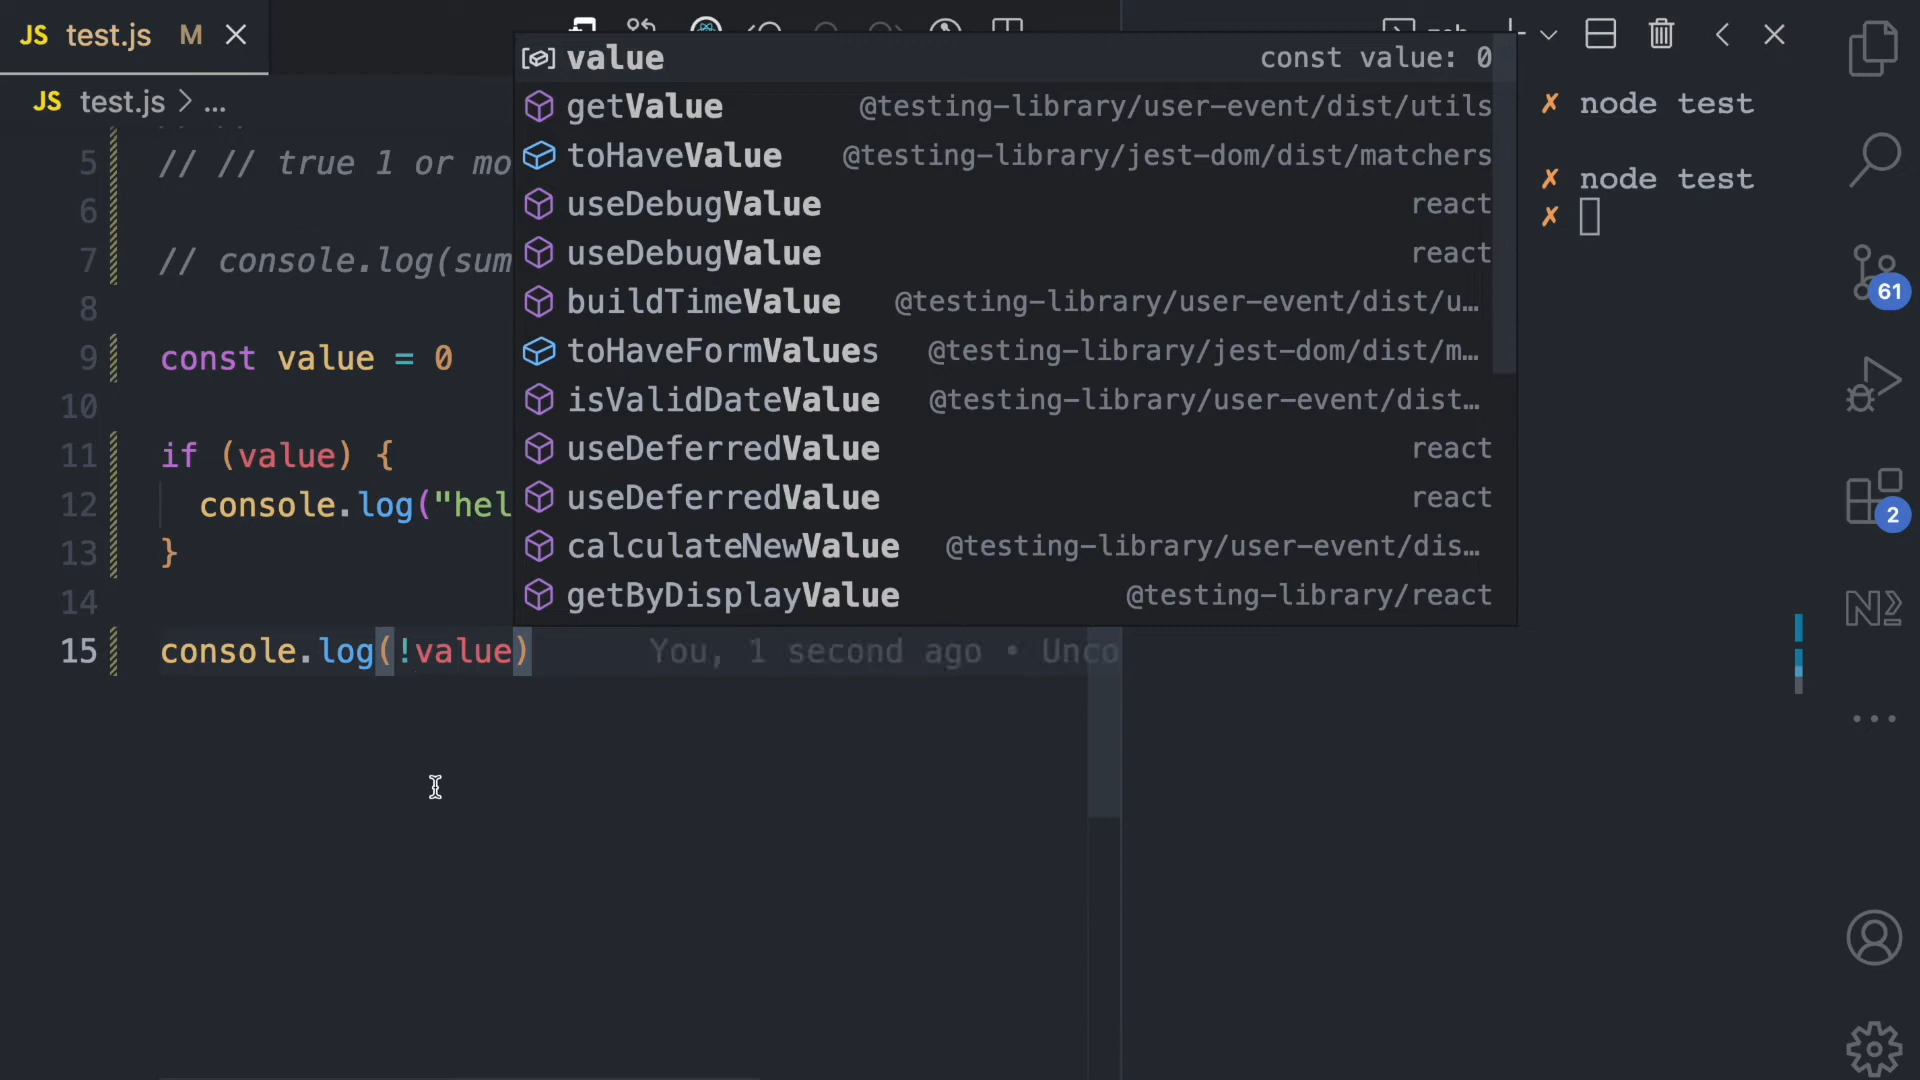 JS test.js M
JS test.js > ...
5 // // true 1 or mo
6
7 // console.log(sum
8
9 const value = 0
10
11 if (value) {
12 console.log("hel
13 }
14
15 console.log(!value) You, 1 second ago • Unco
value const value: 0
getValue @testing-library/user-event/dist/utils
toHaveValue @testing-library/jest-dom/dist/matchers
useDebugValue react
useDebugValue react
buildTimeValue @testing-library/user-event/dist/u…
toHaveFormValues @testing-library/jest-dom/dist/m…
isValidDateValue @testing-library/user-event/dist…
useDeferredValue react
useDeferredValue react
calculateNewValue @testing-library/user-event/dis…
getByDisplayValue @testing-library/react
✗ node test
✗ node test
✗
61
2